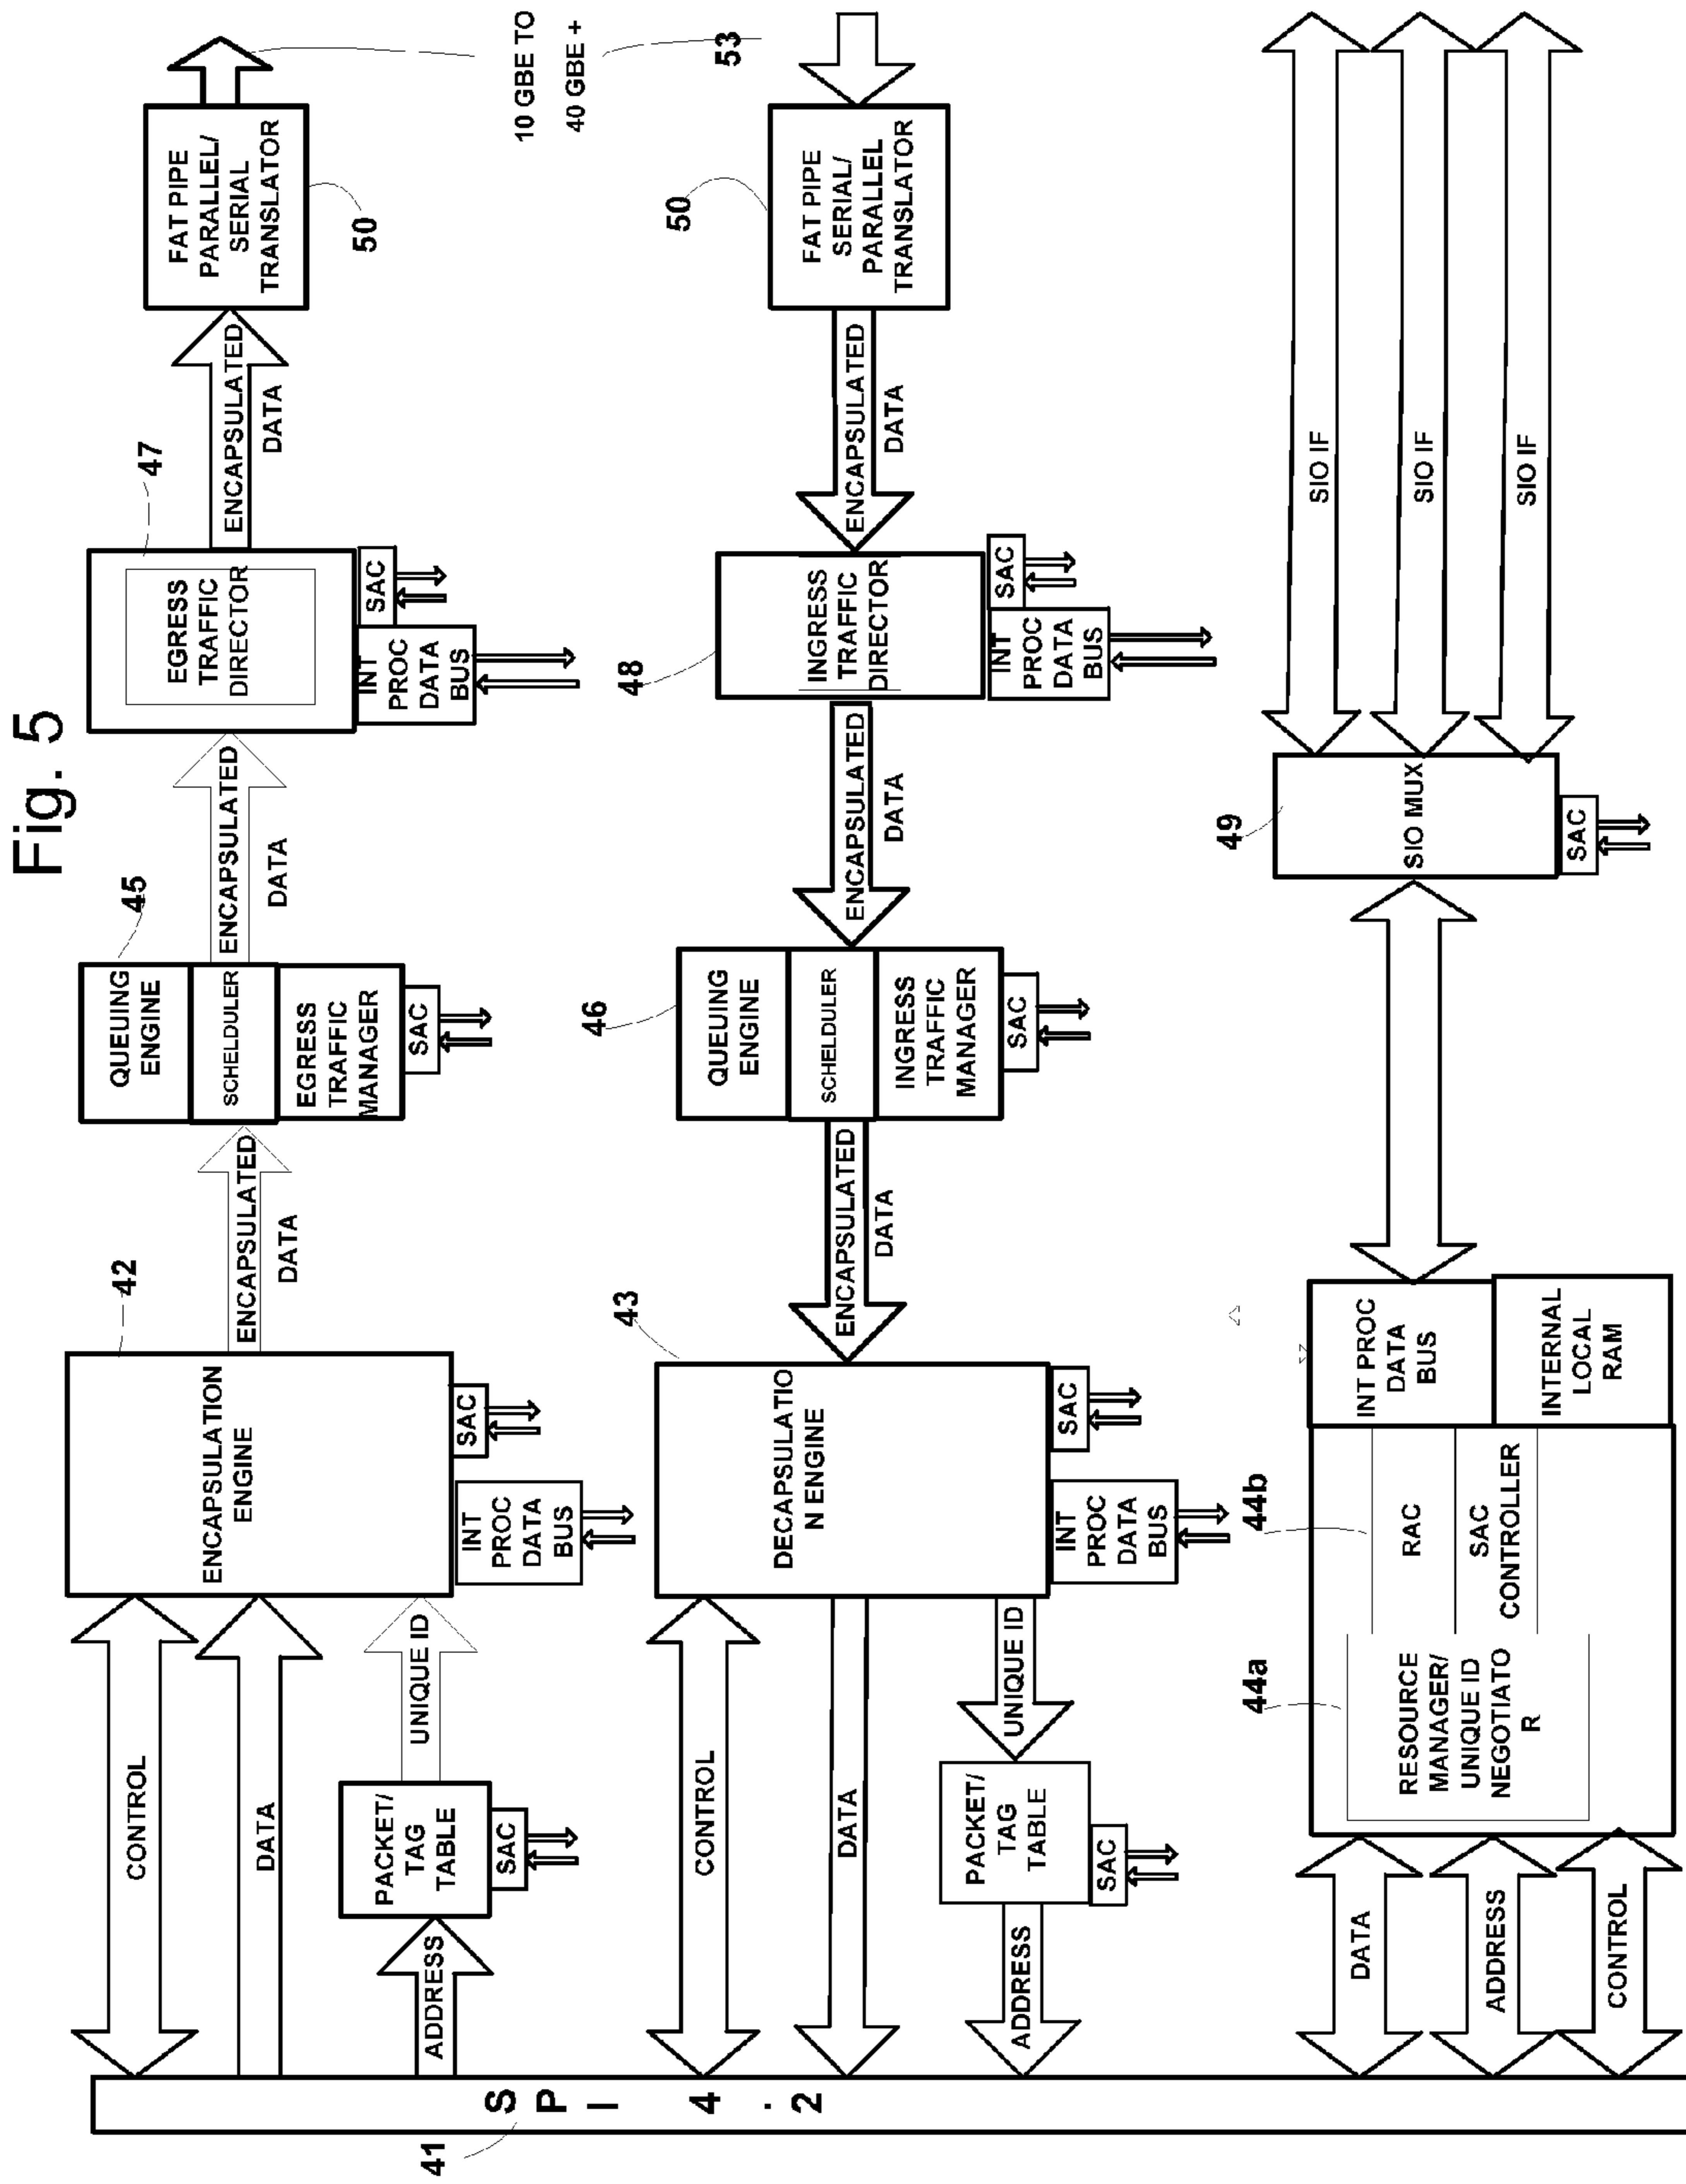 Fig. 5
41
S P I 4 . 2
CONTROL
DATA
ADDRESS
PACKET/
TAG
TABLE
SAC
UNIQUE ID
42
ENCAPSULATION
ENGINE
INT
PROC
DATA
BUS
SAC
ENCAPSULATED
DATA
45
QUEUING
ENGINE
SCHELDULER
EGRESS
TRAFFIC
MANAGER
SAC
ENCAPSULATED
DATA
47
EGRESS
TRAFFIC
DIRECTOR
INT
PROC
DATA
BUS
SAC
ENCAPSULATED
DATA
FAT PIPE
PARALLEL/
SERIAL
TRANSLATOR
50
10 GBE TO
40 GBE +
53
CONTROL
DATA
ADDRESS
PACKET/
TAG
TABLE
SAC
UNIQUE ID
43
DECAPSULATIO
N ENGINE
INT
PROC
DATA
BUS
SAC
ENCAPSULATED
DATA
46
QUEUING
ENGINE
SCHELDULER
INGRESS
TRAFFIC
MANAGER
SAC
ENCAPSULATED
DATA
48
INGRESS
TRAFFIC
DIRECTOR
INT
PROC
DATA
BUS
SAC
ENCAPSULATED
DATA
50
FAT PIPE
SERIAL/
PARALLEL
TRANSLATOR
DATA
ADDRESS
CONTROL
44a
RESOURCE
MANAGER/
UNIQUE ID
NEGOTIATO
R
44b
RAC
SAC
CONTROLLER
INT PROC
DATA
BUS
INTERNAL
LOCAL
RAM
49
SIO MUX
SAC
SIO IF
SIO IF
SIO IF